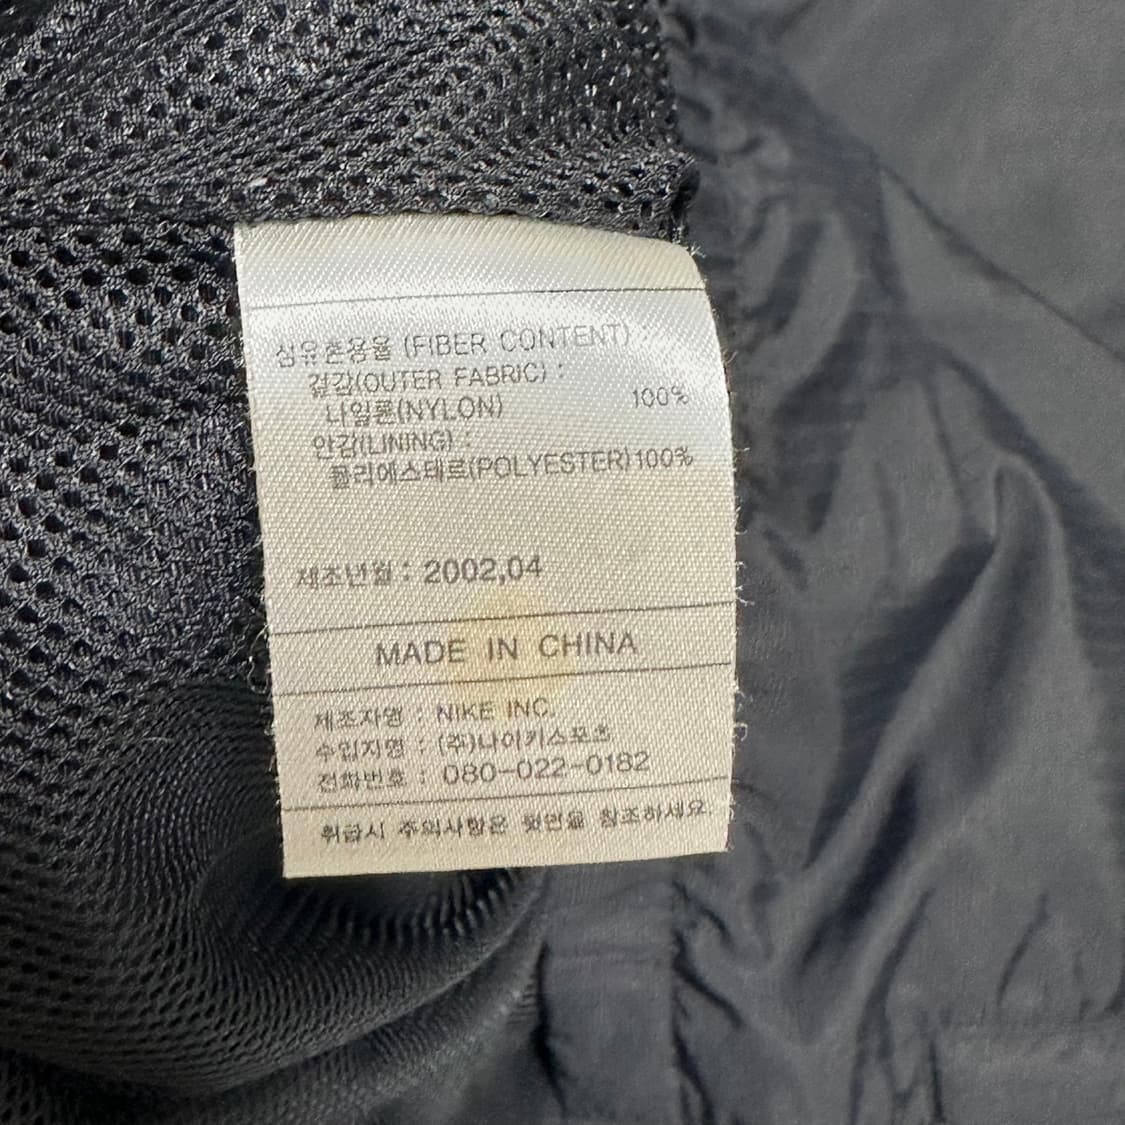 섬유혼용율 (FIBER CONTENT) :
겉감(OUTER FABRIC) :
나일론(NYLON) 100%
안감(LINING) :
폴리에스테르(POLYESTER) 100%
제조년월 : 2002,04
MADE IN CHINA
제조자명 : NIKE INC.
수입자명 : (주)나이키스포츠
전화번호 : 080-022-0182
취급시 주의사항은 뒷면을 참조하세요.